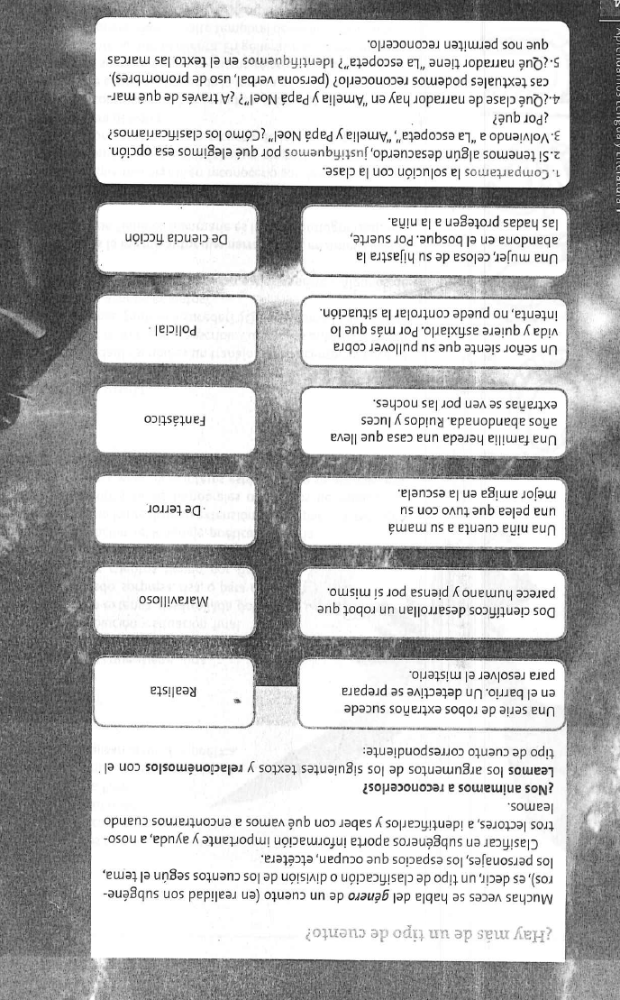 Aprendamos Lengua y Literatura
¿Hay más de un tipo de cuento?
Muchas veces se habla del género de un cuento (en realidad son subgéne-
ros), es decir, un tipo de clasificación o división de los cuentos según el tema,
los personajes, los espacios que ocupan, etcétera.
Clasificar en subgéneros aporta información importante y ayuda, a noso-
tros lectores, a identificarlos y saber con qué vamos a encontrarnos cuando
leamos.
¿Nos animamos a reconocerlos?
Leamos los argumentos de los siguientes textos y relacionémoslos con el
tipo de cuento correspondiente:
Una serie de robos extraños sucede
en el barrio. Un detective se prepara
para resolver el misterio.
Realista
Dos científicos desarrollan un robot que
parece humano y piensa por sí mismo.
Maravilloso
Una niña cuenta a su mamá
una pelea que tuvo con su
mejor amiga en la escuela.
De terror
Una familia hereda una casa que lleva
años abandonada. Ruidos y luces
extrañas se ven por las noches.
Fantástico
Un señor siente que su pullover cobra
vida y quiere asfixiarlo. Por más que lo
intenta, no puede controlar la situación.
Policial
Una mujer, celosa de su hijastra la
abandona en el bosque. Por suerte,
las hadas protegen a la niña.
De ciencia ficción
1. Compartamos la solución con la clase.
2. Si tenemos algún desacuerdo, justifiquemos por qué elegimos esa opción.
3. Volviendo a "La escopeta", "Amelia y Papá Noel" ¿Cómo los clasificaríamos?
¿Por qué?
4. ¿Qué clase de narrador hay en "Amelia y Papá Noel"? ¿A través de qué mar-
cas textuales podemos reconocerlo? (persona verbal, uso de pronombres).
5. ¿Qué narrador tiene "La escopeta"? Identifiquemos en el texto las marcas
que nos permiten reconocerlo.